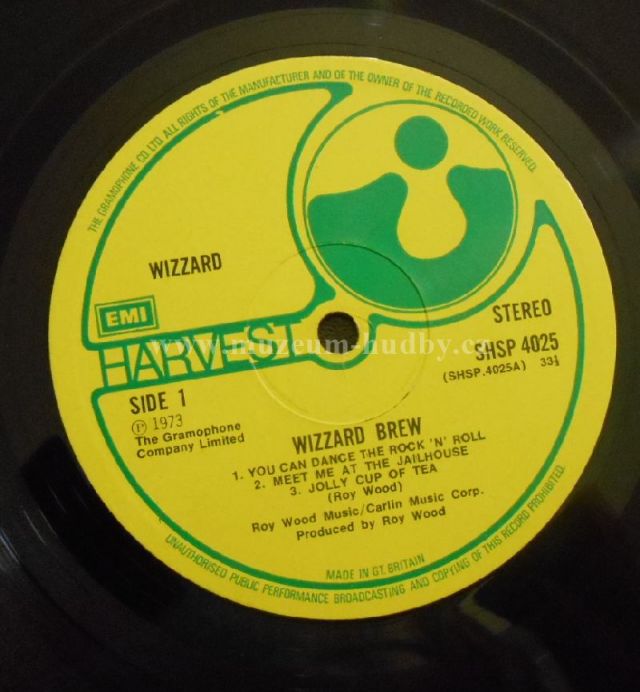 THE GRAMOPHONE CO. LTD. ALL RIGHTS OF THE MANUFACTURER AND OF THE OWNER OF THE RECORDED WORK RESERVED.
WIZZARD
EMI
HARVEST
www.muzeum-hudby.cz
STEREO
SHSP 4025
(SHSP.4025A) 33⅓
SIDE 1
Ⓟ 1973
The Gramophone
Company Limited
WIZZARD BREW
1. YOU CAN DANCE THE ROCK 'N' ROLL
2. MEET ME AT THE JAILHOUSE
3. JOLLY CUP OF TEA
(Roy Wood)
Roy Wood Music/Carlin Music Corp.
Produced by Roy Wood
MADE IN GT. BRITAIN
UNAUTHORISED PUBLIC PERFORMANCE BROADCASTING AND COPYING OF THIS RECORD PROHIBITED.